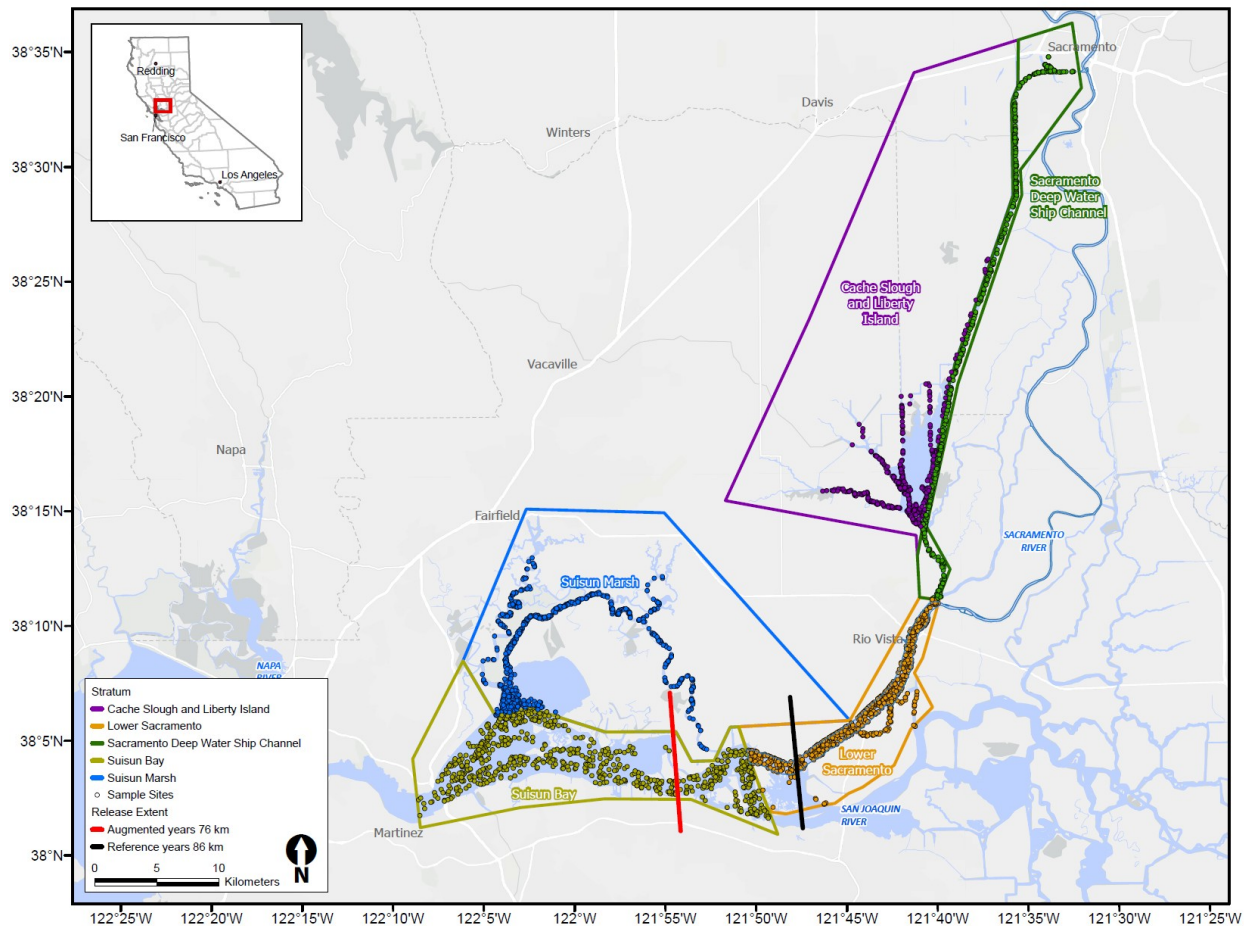 38°35'N
38°30'N
38°25'N
38°20'N
38°15'N
38°10'N
38°5'N
38°N
Redding
San Francisco
Los Angeles
Sacramento
Davis
Winters
Sacramento
Deep Water
Ship Channel
Cache Slough
and Liberty
Island
Vacaville
Napa
Fairfield
SACRAMENTO
RIVER
Suisun Marsh
Rio Vista
NAPA
RIVER
Lower
Sacramento
Suisun Bay
SAN JOAQUIN
RIVER
Martinez
Stratum
Cache Slough and Liberty Island
Lower Sacramento
Sacramento Deep Water Ship Channel
Suisun Bay
Suisun Marsh
Sample Sites
Release Extent
Augmented years 76 km
Reference years 86 km
0 5 10
Kilometers
N
122°25'W 122°20'W 122°15'W 122°10'W 122°5'W 122°W 121°55'W 121°50'W 121°45'W 121°40'W 121°35'W 121°30'W 121°25'W